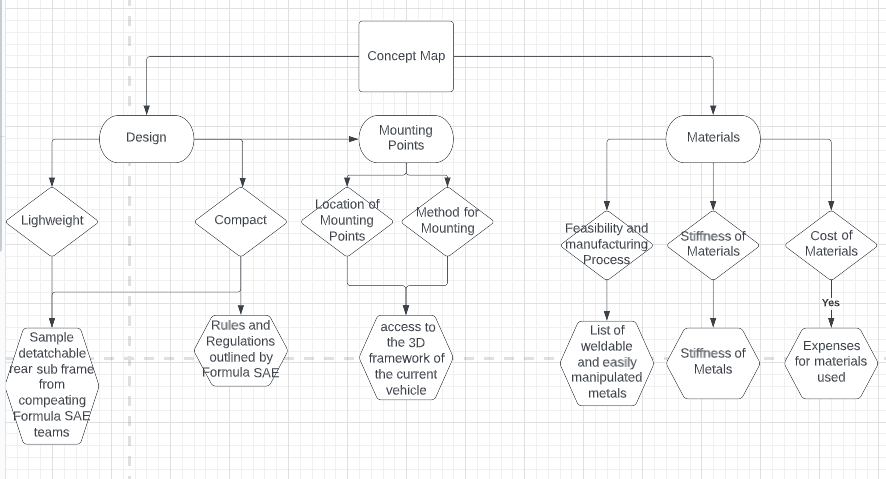 Concept Map
Design
Mounting
Points
Materials
Lighweight
Compact
Location of
Mounting
Points
Method for
Mounting
Feasibility and
manufacturing
Process
Stiffness of
Materials
Cost of
Materials
Yes
Sample
detatchable
rear sub frame
from
compeating
Formula SAE
teams
Rules and
Regulations
outlined by
Formula SAE
access to
the 3D
framework of
the current
vehicle
List of
weldable
and easily
manipulated
metals
Stiffness of
Metals
Expenses
for materials
used